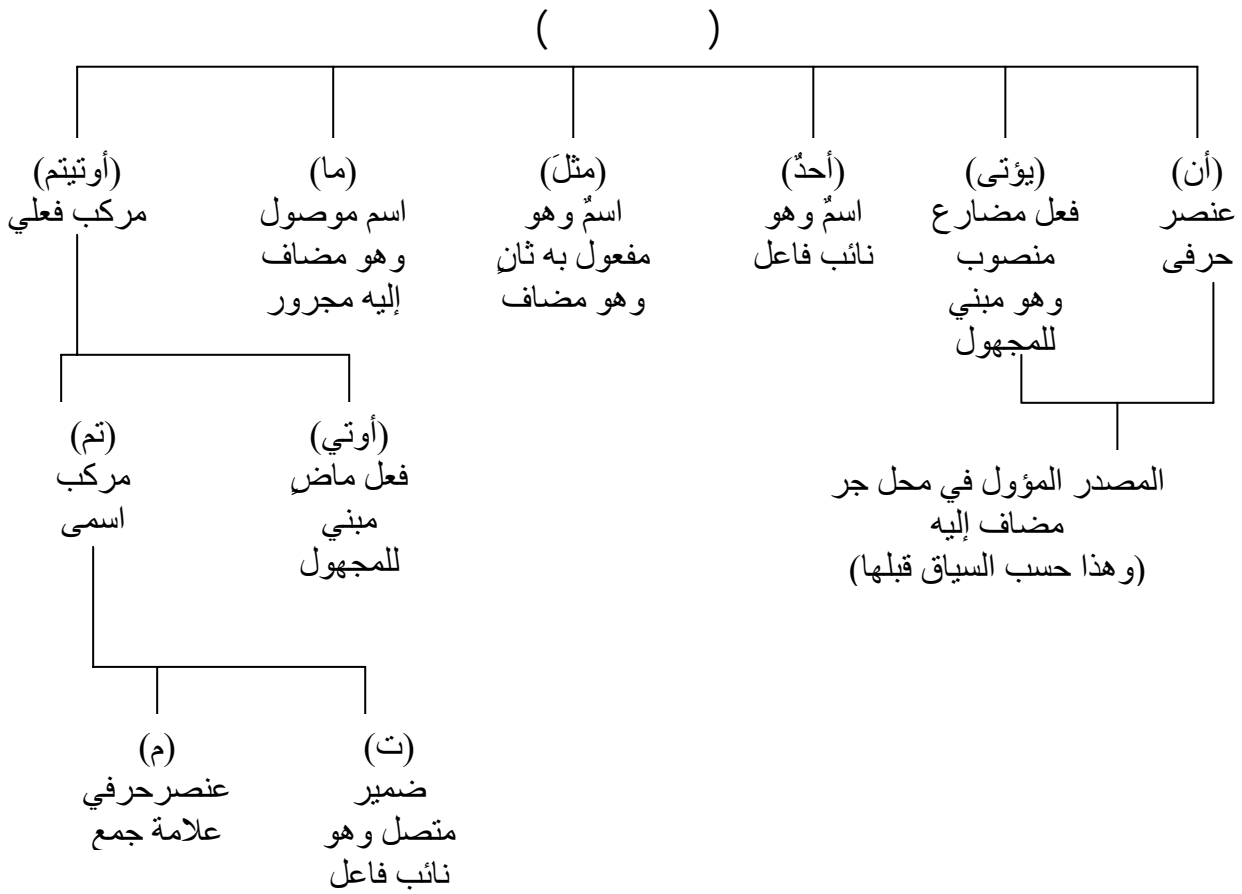 ( )
(أن)
عنصر
حرفى
(يؤتى)
فعل مضارع
منصوب
وهو مبني
للمجهول
(أحدٌ)
اسمٌ وهو
نائب فاعل
(مثلَ)
اسمٌ وهو
مفعول به ثانٍ
وهو مضاف
(ما)
اسم موصول
وهو مضاف
إليه مجرور
(أوتيتم)
مركب فعلي
المصدر المؤول في محل جر
مضاف إليه
(وهذا حسب السياق قبلها)
(أوتي)
فعل ماضٍ
مبني
للمجهول
(تم)
مركب
اسمى
(ت)
ضمير
متصل وهو
نائب فاعل
(م)
عنصرحرفي
علامة جمع